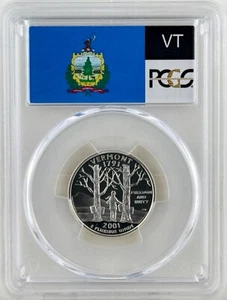 VT
PCGS
VERMONT
1791
FREEDOM
AND
UNITY
2001
E PLURIBUS UNUM